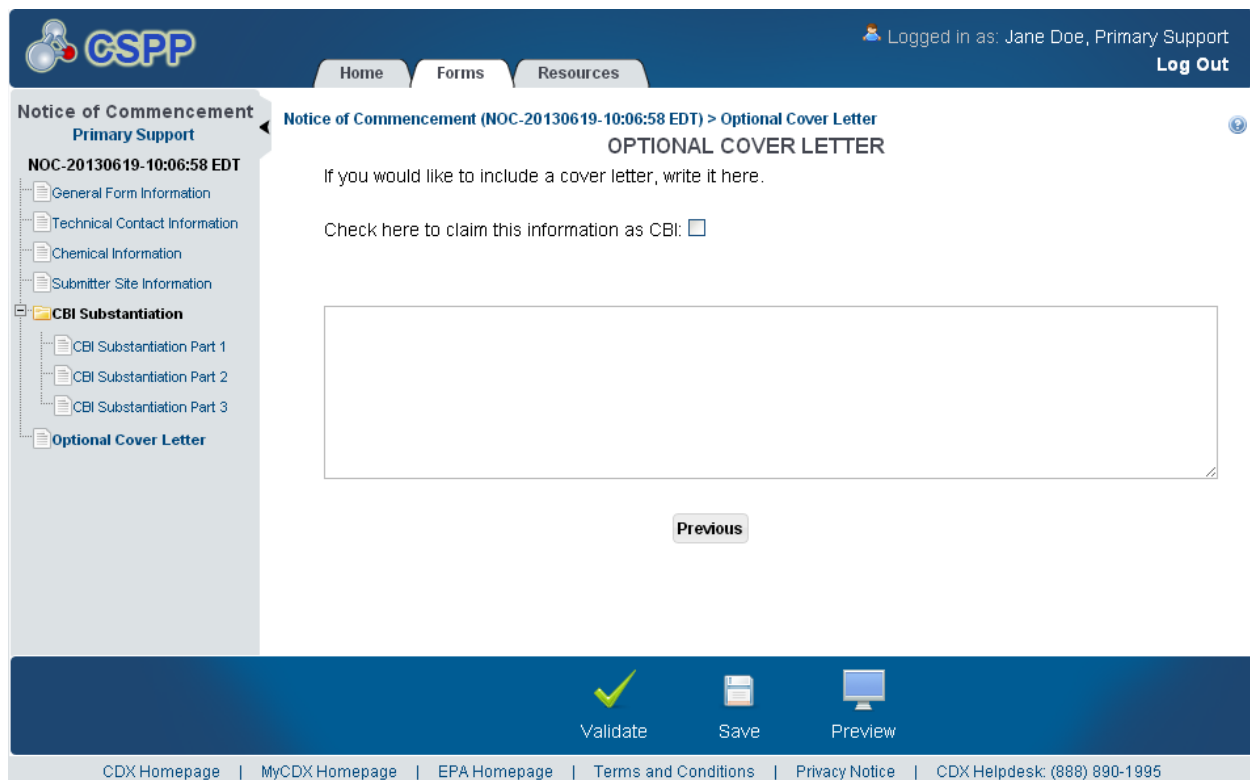 CSPP
Logged in as: Jane Doe, Primary Support
Log Out
Home Forms Resources
Notice of Commencement
Primary Support
NOC-20130619-10:06:58 EDT
General Form Information
Technical Contact Information
Chemical Information
Submitter Site Information
CBI Substantiation
CBI Substantiation Part 1
CBI Substantiation Part 2
CBI Substantiation Part 3
Optional Cover Letter
Notice of Commencement (NOC-20130619-10:06:58 EDT) > Optional Cover Letter
OPTIONAL COVER LETTER
If you would like to include a cover letter, write it here.
Check here to claim this information as CBI:
Previous
Validate Save Preview
CDX Homepage | MyCDX Homepage | EPA Homepage | Terms and Conditions | Privacy Notice | CDX Helpdesk: (888) 890-1995